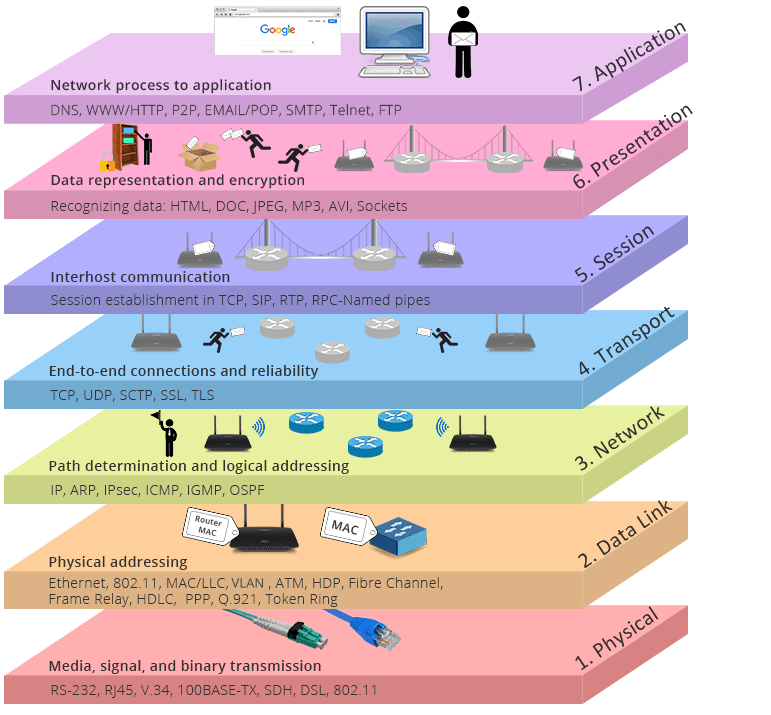 Google
7. Application
Network process to application
DNS, WWW/HTTP, P2P, EMAIL/POP, SMTP, Telnet, FTP
6. Presentation
Data representation and encryption
Recognizing data: HTML, DOC, JPEG, MP3, AVI, Sockets
5. Session
Interhost communication
Session establishment in TCP, SIP, RTP, RPC-Named pipes
4. Transport
End-to-end connections and reliability
TCP, UDP, SCTP, SSL, TLS
3. Network
Path determination and logical addressing
IP, ARP, IPsec, ICMP, IGMP, OSPF
Router
MAC
MAC
2. Data Link
Physical addressing
Ethernet, 802.11, MAC/LLC, VLAN , ATM, HDP, Fibre Channel,
Frame Relay, HDLC, PPP, Q.921, Token Ring
1. Physical
Media, signal, and binary transmission
RS-232, RJ45, V.34, 100BASE-TX, SDH, DSL, 802.11